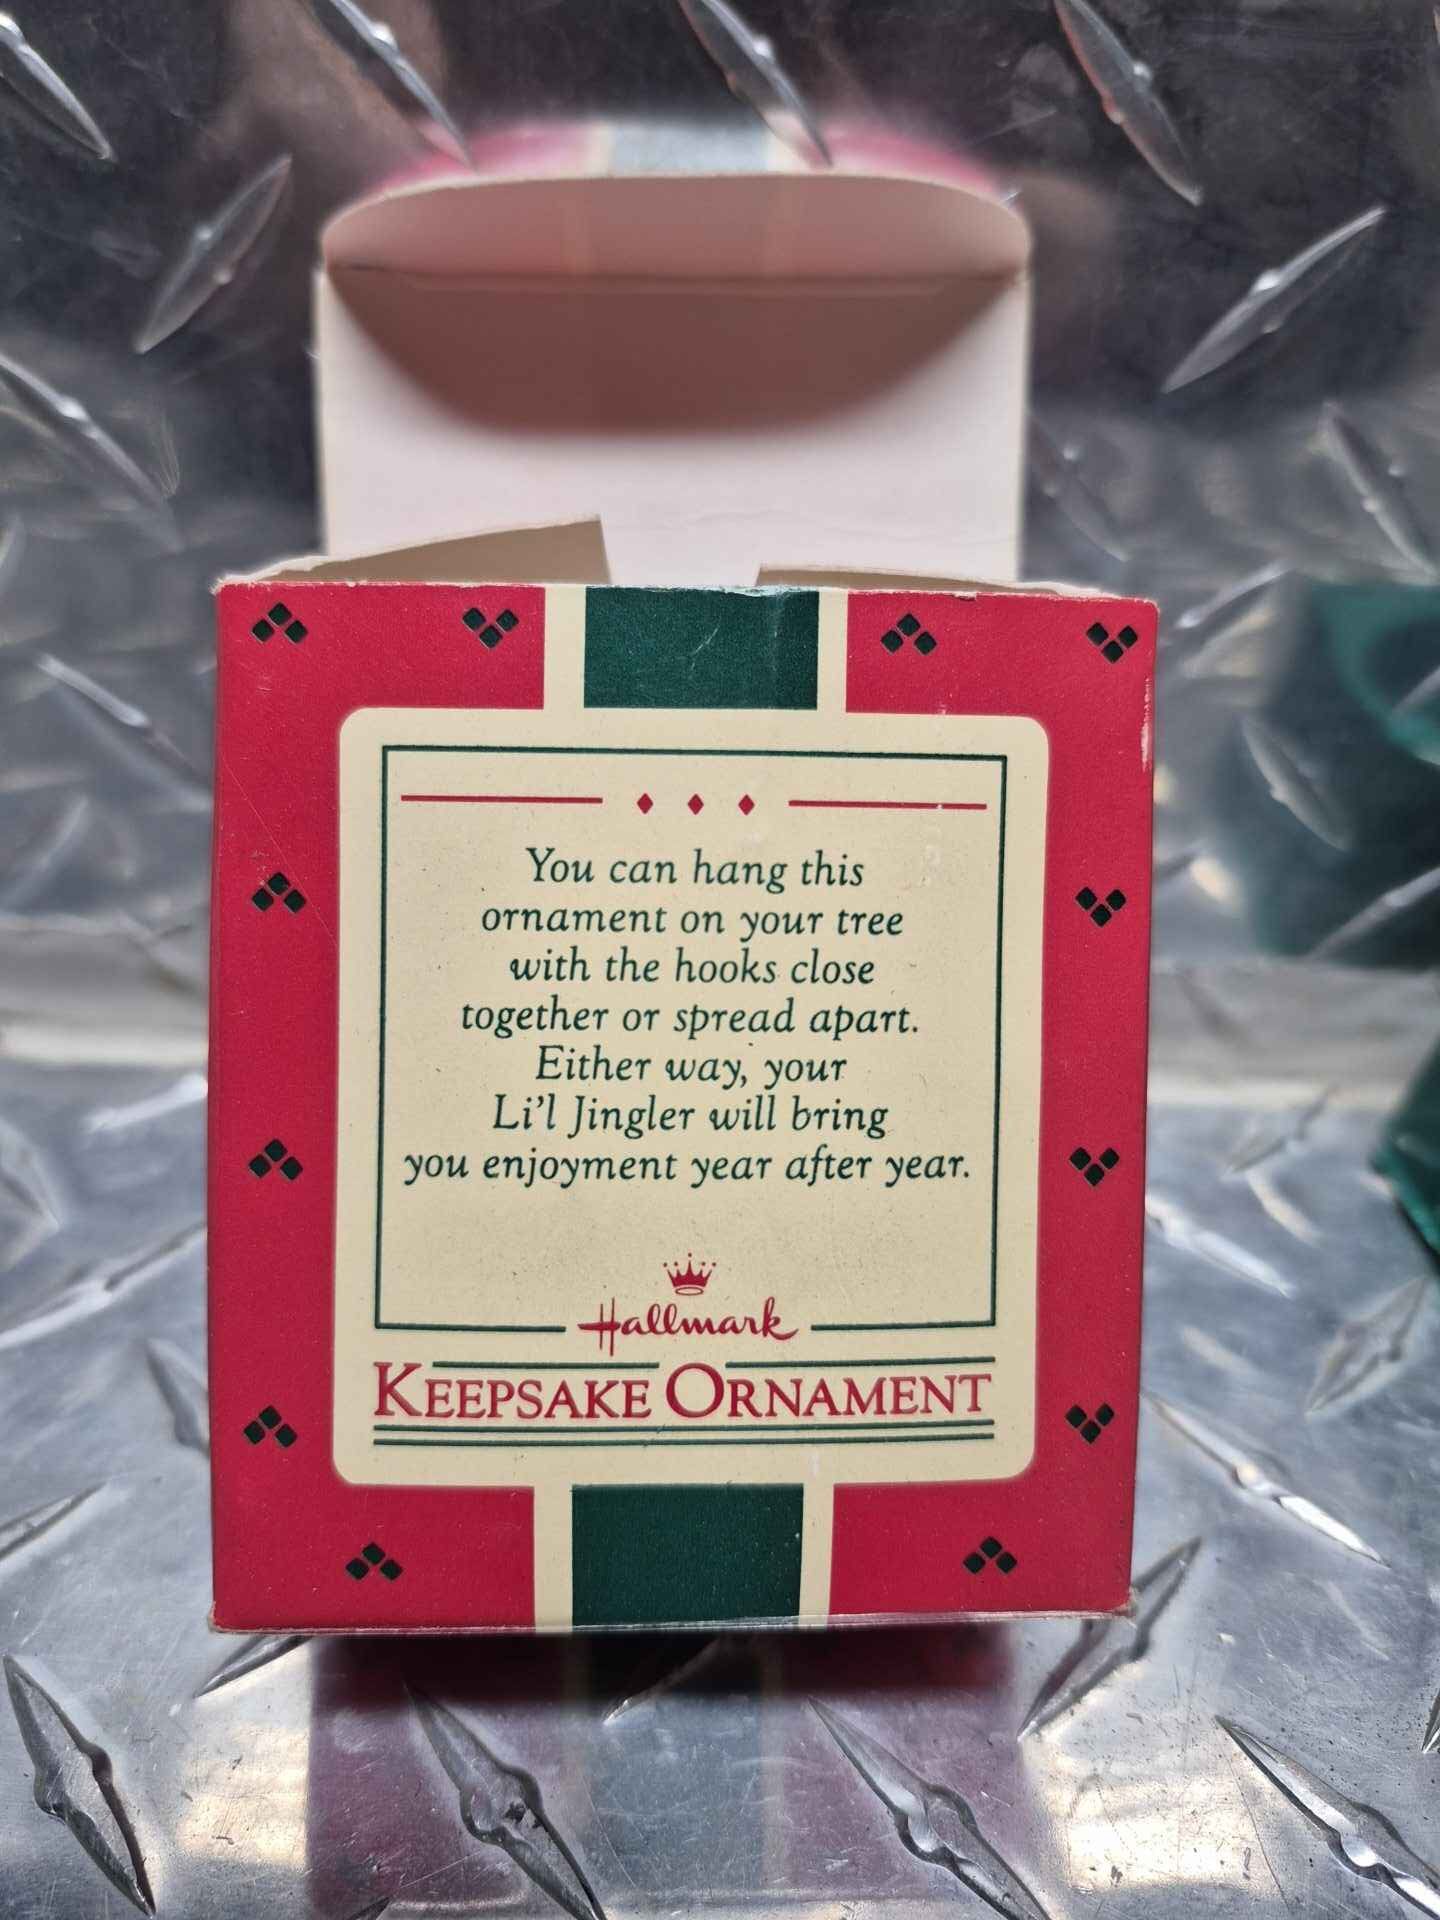 You can hang this
ornament on your tree
with the hooks close
together or spread apart.
Either way, your
Li'l Jingler will bring
you enjoyment year after year.
Hallmark
KEEPSAKE ORNAMENT